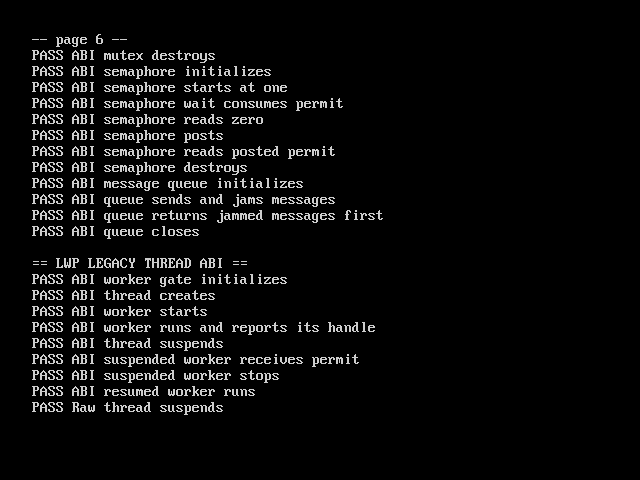 -- page 6 --
PASS ABI mutex destroys
PASS ABI semaphore initializes
PASS ABI semaphore starts at one
PASS ABI semaphore wait consumes permit
PASS ABI semaphore reads zero
PASS ABI semaphore posts
PASS ABI semaphore reads posted permit
PASS ABI semaphore destroys
PASS ABI message queue initializes
PASS ABI queue sends and jams messages
PASS ABI queue returns jammed messages first
PASS ABI queue closes
== LWP LEGACY THREAD ABI ==
PASS ABI worker gate initializes
PASS ABI thread creates
PASS ABI worker starts
PASS ABI worker runs and reports its handle
PASS ABI thread suspends
PASS ABI suspended worker receives permit
PASS ABI suspended worker stops
PASS ABI resumed worker runs
PASS Raw thread suspends